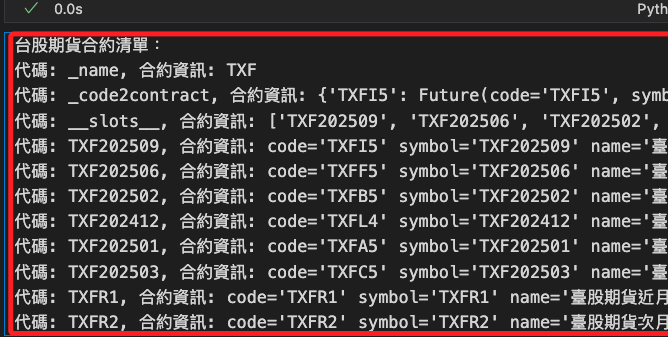 0.0s
Pyth
台股期貨合約清單：
代碼: _name, 合約資訊: TXF
代碼: _code2contract, 合約資訊: {'TXFI5': Future(code='TXFI5', symb
代碼: __slots__, 合約資訊: ['TXF202509', 'TXF202506', 'TXF202502',
代碼: TXF202509, 合約資訊: code='TXFI5' symbol='TXF202509' name='臺
代碼: TXF202506, 合約資訊: code='TXFF5' symbol='TXF202506' name='臺
代碼: TXF202502, 合約資訊: code='TXFB5' symbol='TXF202502' name='臺
代碼: TXF202412, 合約資訊: code='TXFL4' symbol='TXF202412' name='臺
代碼: TXF202501, 合約資訊: code='TXFA5' symbol='TXF202501' name='臺
代碼: TXF202503, 合約資訊: code='TXFC5' symbol='TXF202503' name='臺
代碼: TXFR1, 合約資訊: code='TXFR1' symbol='TXFR1' name='臺股期貨近月
代碼: TXFR2, 合約資訊: code='TXFR2' symbol='TXFR2' name='臺股期貨次月